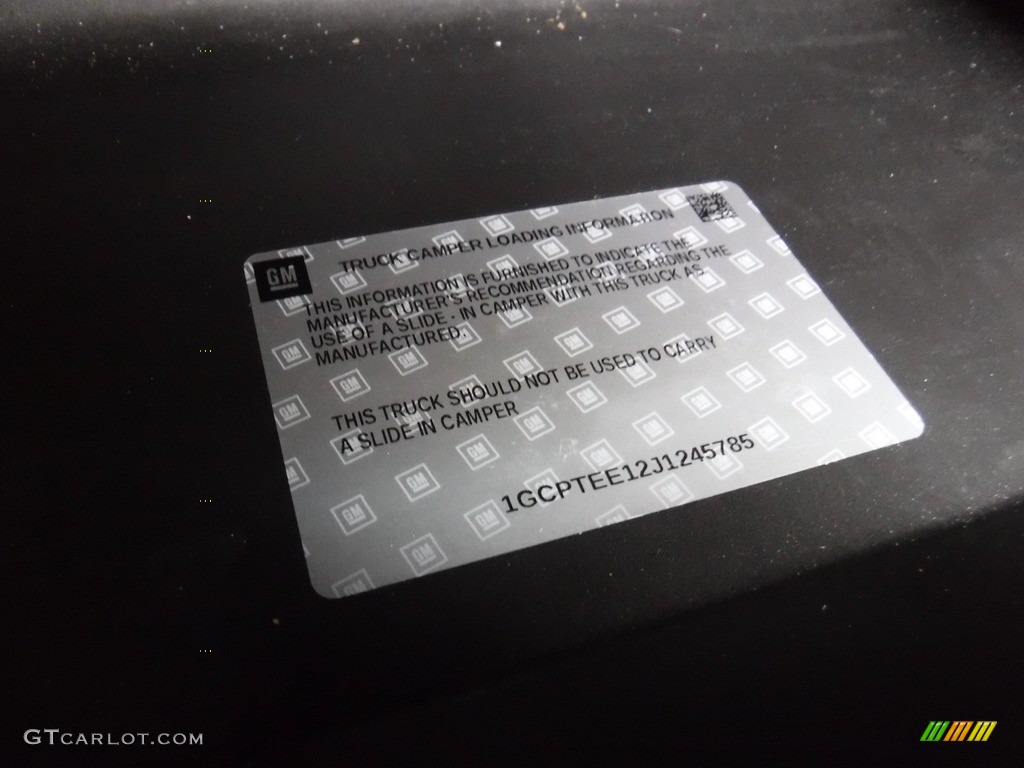 GM
TRUCK CAMPER LOADING INFORMATION
THIS INFORMATION IS FURNISHED TO INDICATE THE
MANUFACTURER'S RECOMMENDATION REGARDING THE
USE OF A SLIDE - IN CAMPER WITH THIS TRUCK AS
MANUFACTURED.
THIS TRUCK SHOULD NOT BE USED TO CARRY
A SLIDE IN CAMPER
1GCPTEE12J1245785
GTCARLOT.COM